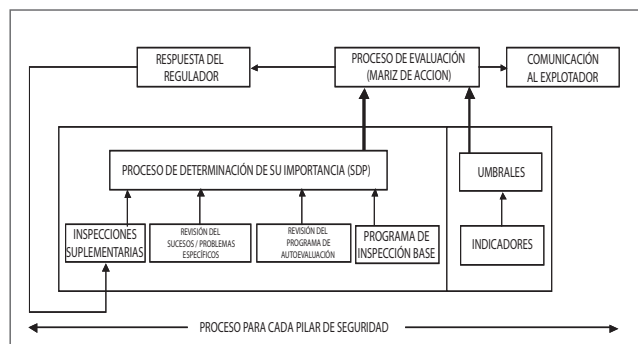 RESPUESTA DEL
REGULADOR
PROCESO DE EVALUACIÓN
(MARIZ DE ACCION)
COMUNICACIÓN
AL EXPLOTADOR
PROCESO DE DETERMINACIÓN DE SU IMPORTANCIA (SDP)
UMBRALES
INSPECCIONES
SUPLEMENTARIAS
REVISIÓN DEL
SUCESOS / PROBLEMAS
ESPECÍFICOS
REVISIÓN DEL
PROGRAMA DE
AUTOEVALUACIÓN
PROGRAMA DE
INSPECCIÓN BASE
INDICADORES
PROCESO PARA CADA PILAR DE SEGURIDAD